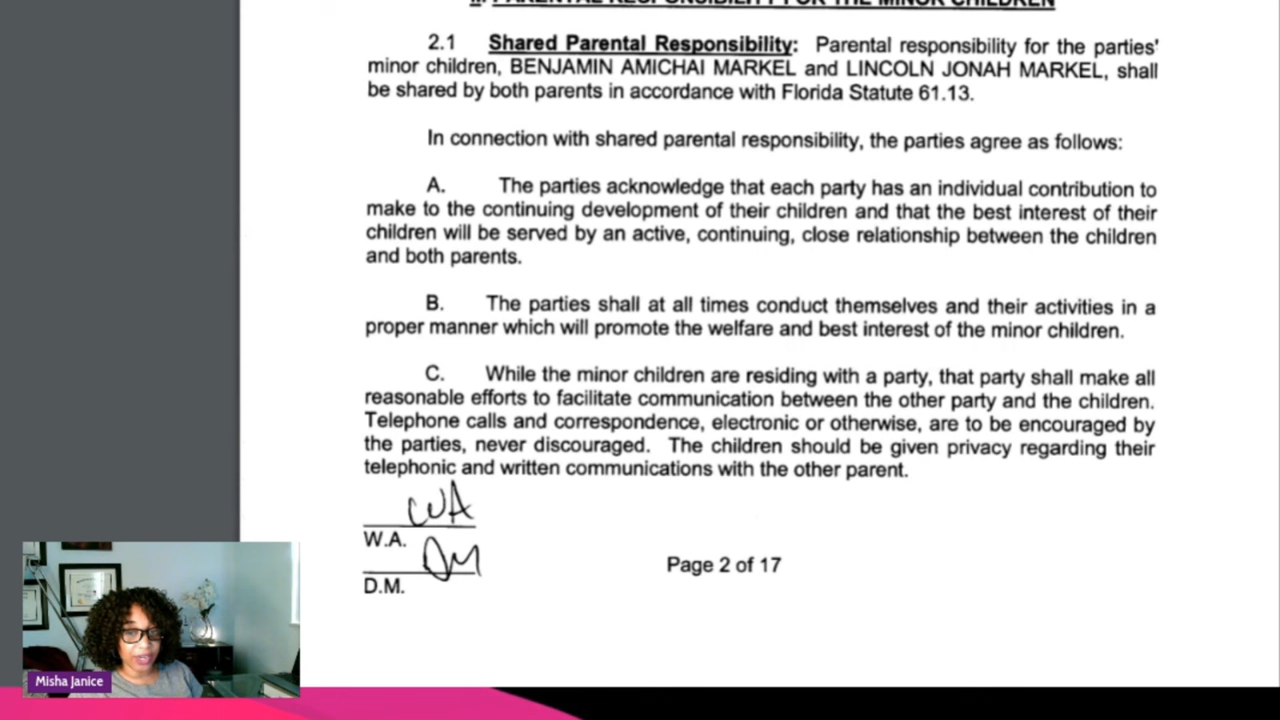 II. PARENTAL RESPONSIBILITY FOR THE MINOR CHILDREN
2.1 Shared Parental Responsibility: Parental responsibility for the parties'
minor children, BENJAMIN AMICHAI MARKEL and LINCOLN JONAH MARKEL, shall
be shared by both parents in accordance with Florida Statute 61.13.
In connection with shared parental responsibility, the parties agree as follows:
A. The parties acknowledge that each party has an individual contribution to
make to the continuing development of their children and that the best interest of their
children will be served by an active, continuing, close relationship between the children
and both parents.
B. The parties shall at all times conduct themselves and their activities in a
proper manner which will promote the welfare and best interest of the minor children.
C. While the minor children are residing with a party, that party shall make all
reasonable efforts to facilitate communication between the other party and the children.
Telephone calls and correspondence, electronic or otherwise, are to be encouraged by
the parties, never discouraged. The children should be given privacy regarding their
telephonic and written communications with the other parent.
WA
W.A.
DM
D.M.
Page 2 of 17
Misha Janice